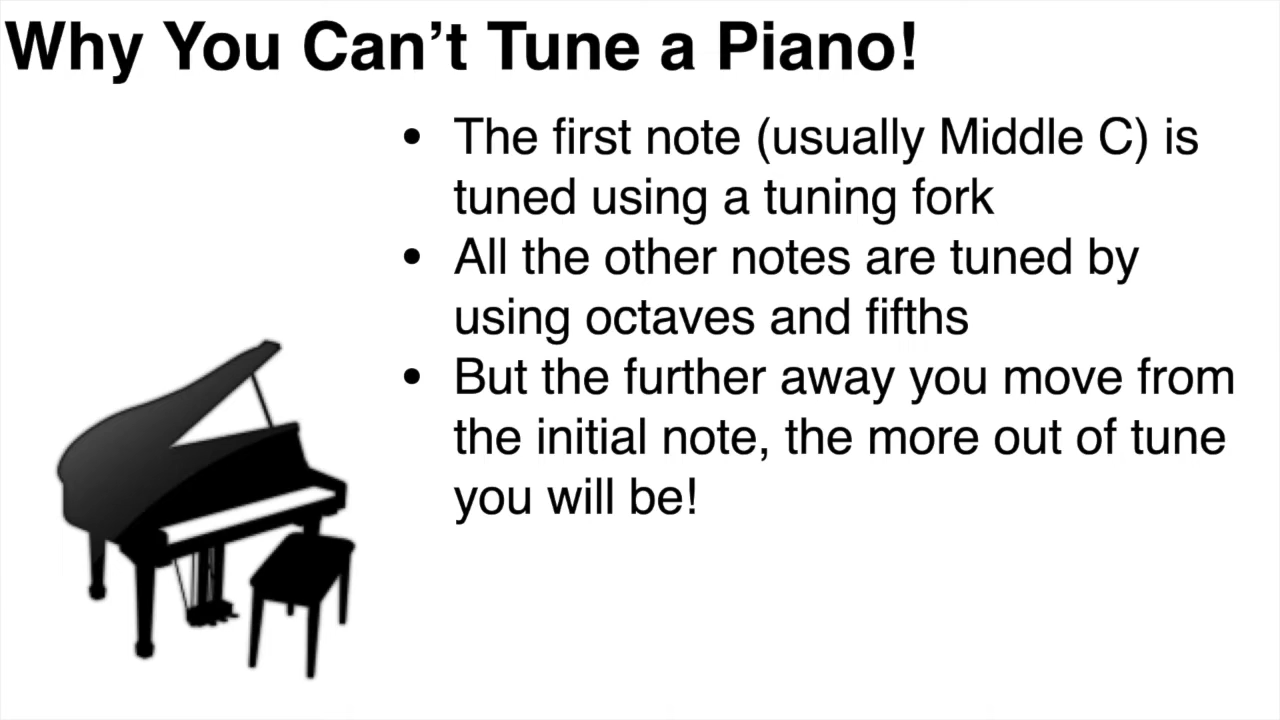 Why You Can’t Tune a Piano!
• The first note (usually Middle C) is
tuned using a tuning fork
• All the other notes are tuned by
using octaves and fifths
• But the further away you move from
the initial note, the more out of tune
you will be!